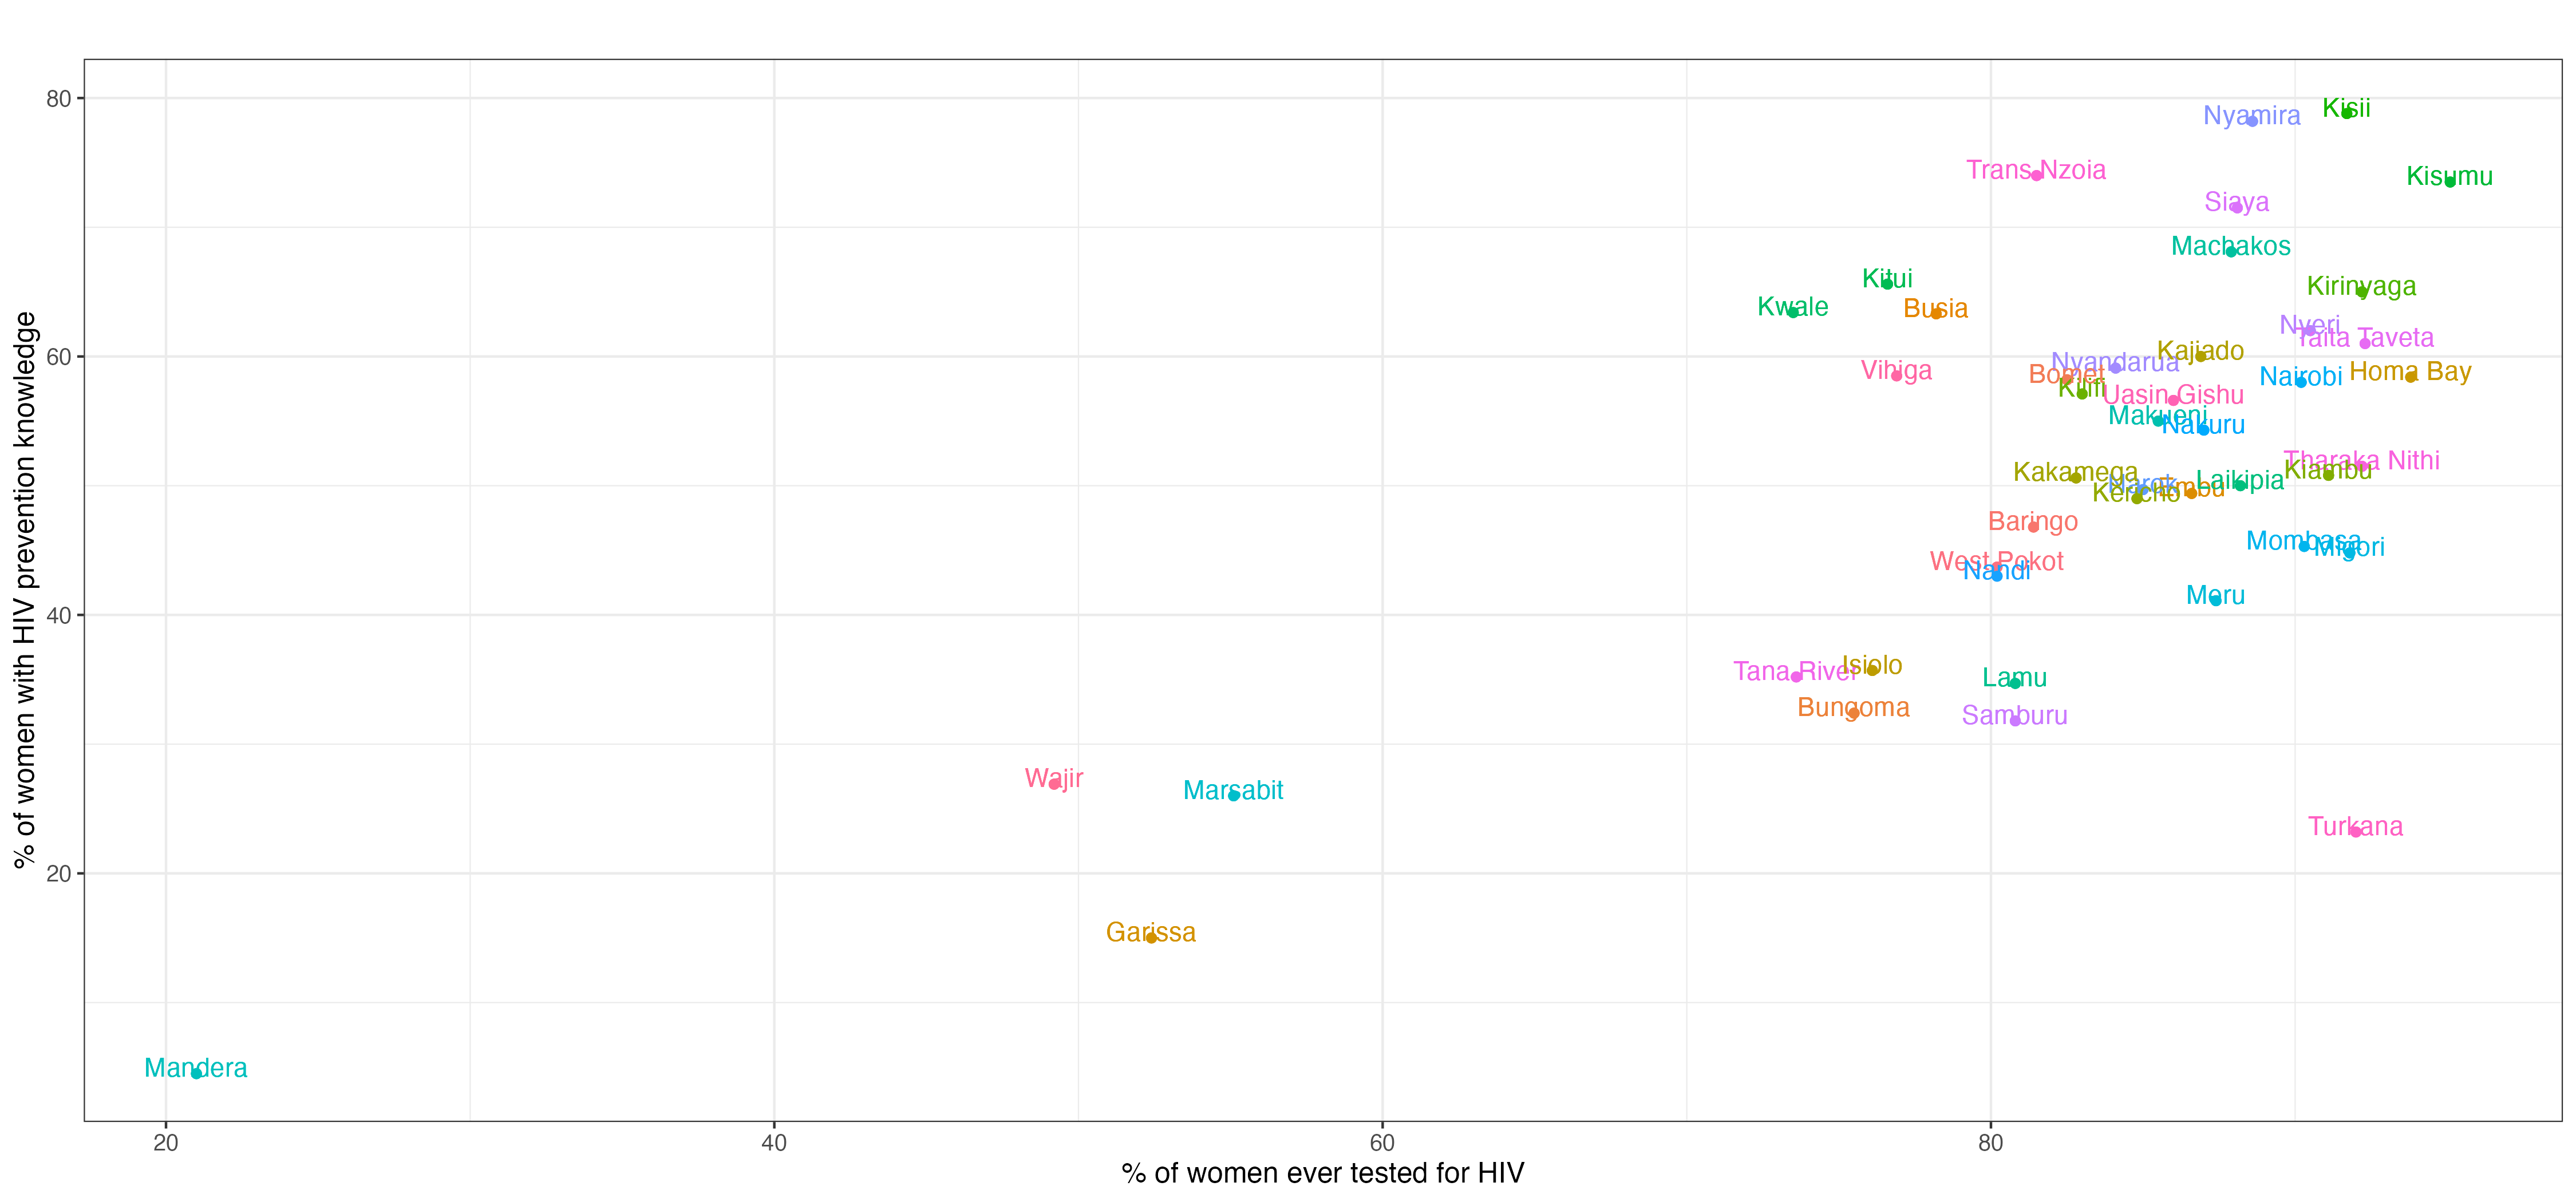 80
60
40
20
% of women with HIV prevention knowledge
Kisii
Nyamira
Trans Nzoia
Kisumu
Siaya
Machakos
Kitui
Kirinyaga
Kwale
Busia
Nyeri
Taita Taveta
Kajiado
Nyandarua
Vihiga
Bomet
Nairobi
Homa Bay
Kilifi
Uasin Gishu
Makueni
Nakuru
Tharaka Nithi
Kiambu
Kakamega
Laikipia
Narok
Embu
Kericho
Baringo
Mombasa
Migori
West Pokot
Nandi
Meru
Tana River
Isiolo
Lamu
Bungoma
Samburu
Wajir
Marsabit
Turkana
Garissa
Mandera
20
40
60
80
% of women ever tested for HIV